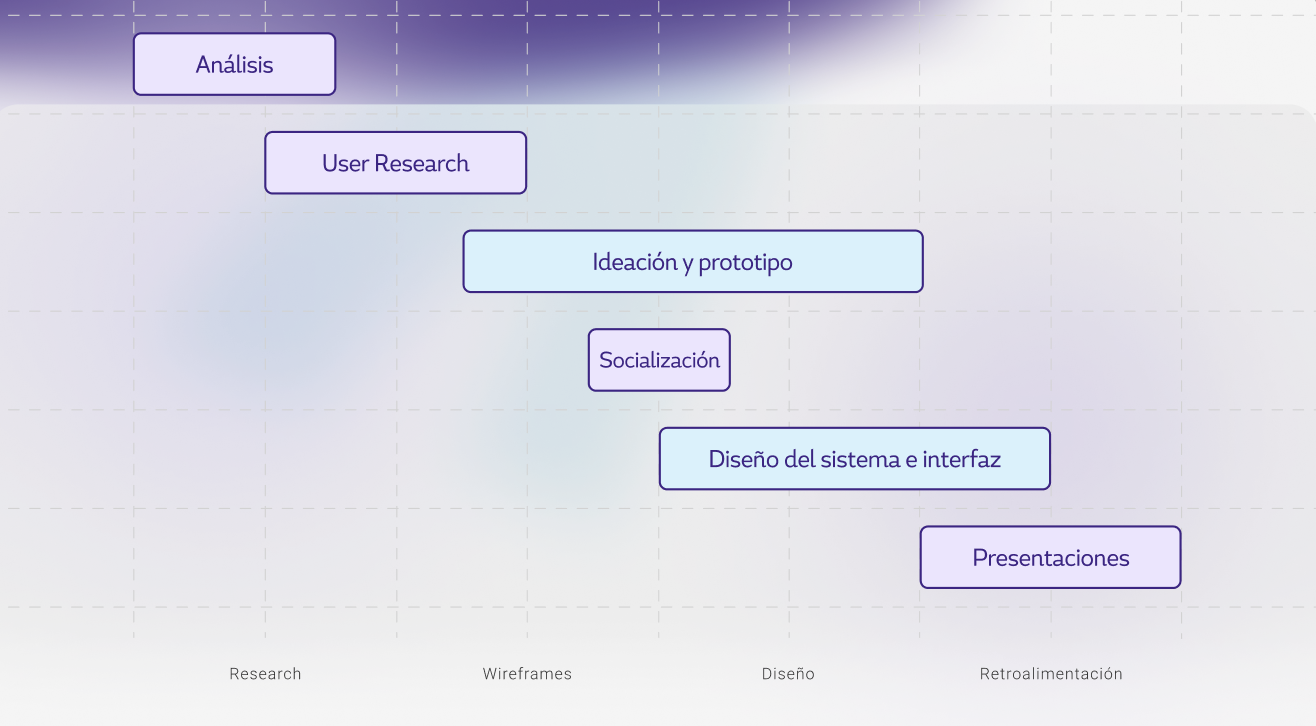 Análisis
User Research
Ideación y prototipo
Socialización
Diseño del sistema e interfaz
Presentaciones
Research
Wireframes
Diseño
Retroalimentación